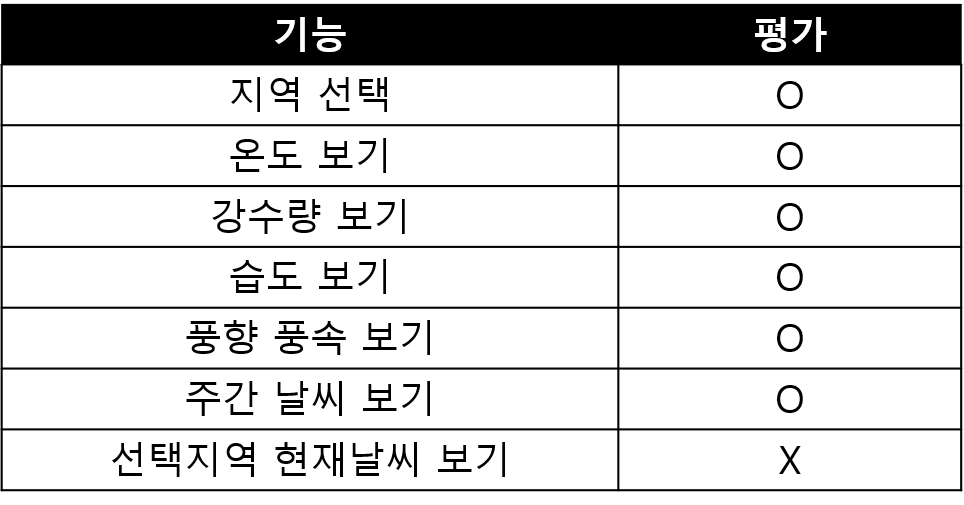 기능 평가
지역 선택 O
온도 보기 O
강수량 보기 O
습도 보기 O
풍향 풍속 보기 O
주간 날씨 보기 O
선택지역 현재날씨 보기 X